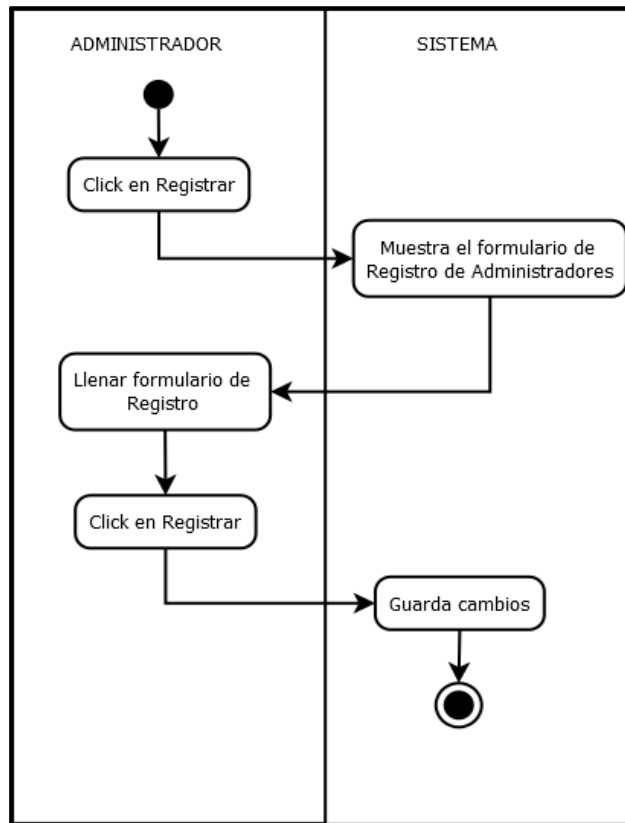 ADMINISTRADOR
SISTEMA
Click en Registrar
Muestra el formulario de
Registro de Administradores
Llenar formulario de
Registro
Click en Registrar
Guarda cambios